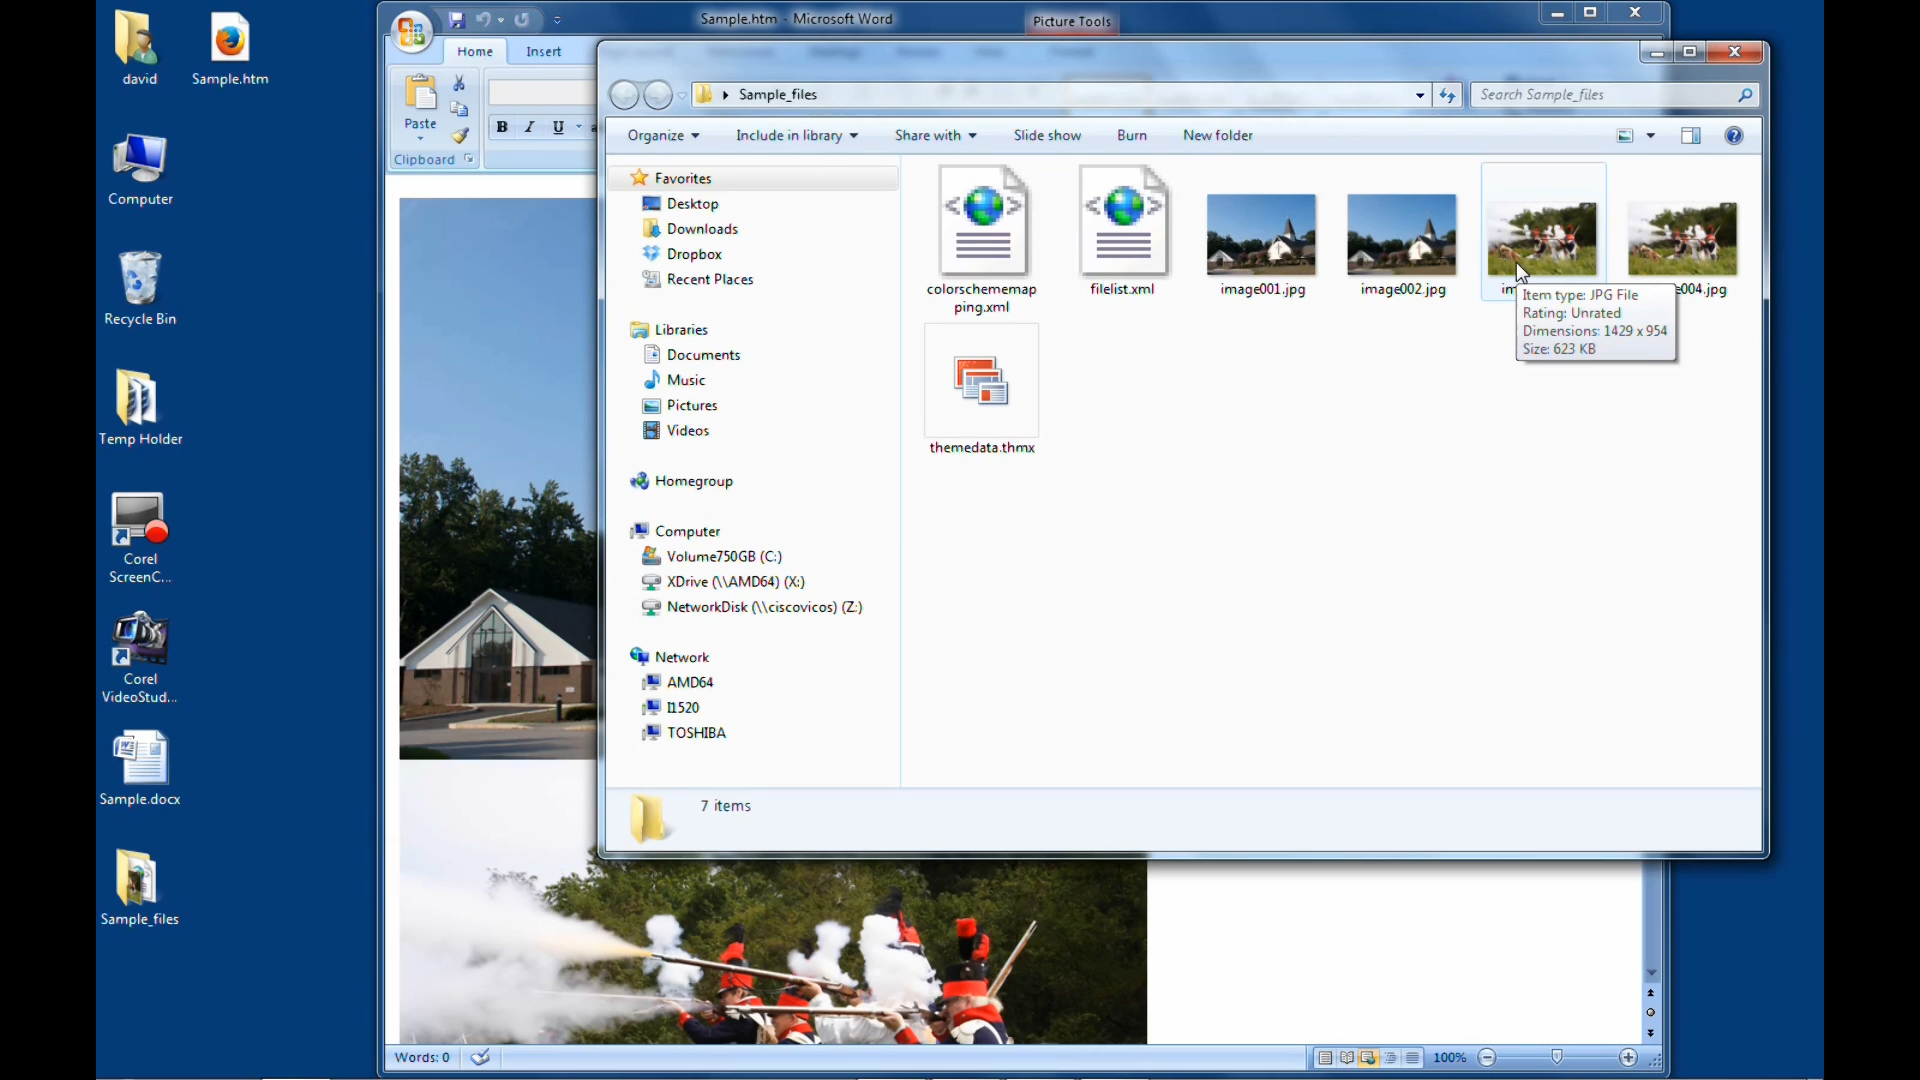 david
Sample.htm
Computer
Recycle Bin
Temp Holder
Corel
ScreenC...
Corel
VideoStud...
Sample.docx
Sample_files
Sample.htm - Microsoft Word
Picture Tools
Home Insert
Paste
B I U
Clipboard
Sample_files
Search Sample_files
Organize Include in library Share with Slide show Burn New folder
Favorites
Desktop
Downloads
Dropbox
Recent Places
Libraries
Documents
Music
Pictures
Videos
Homegroup
Computer
Volume750GB (C:)
XDrive (\\AMD64) (X:)
NetworkDisk (\\ciscovicos) (Z:)
Network
AMD64
I1520
TOSHIBA
colorschememap
ping.xml
filelist.xml
image001.jpg
image002.jpg
e004.jpg
Item type: JPG File
Rating: Unrated
Dimensions: 1429 x 954
Size: 623 KB
themedata.thmx
7 items
Words: 0
100%